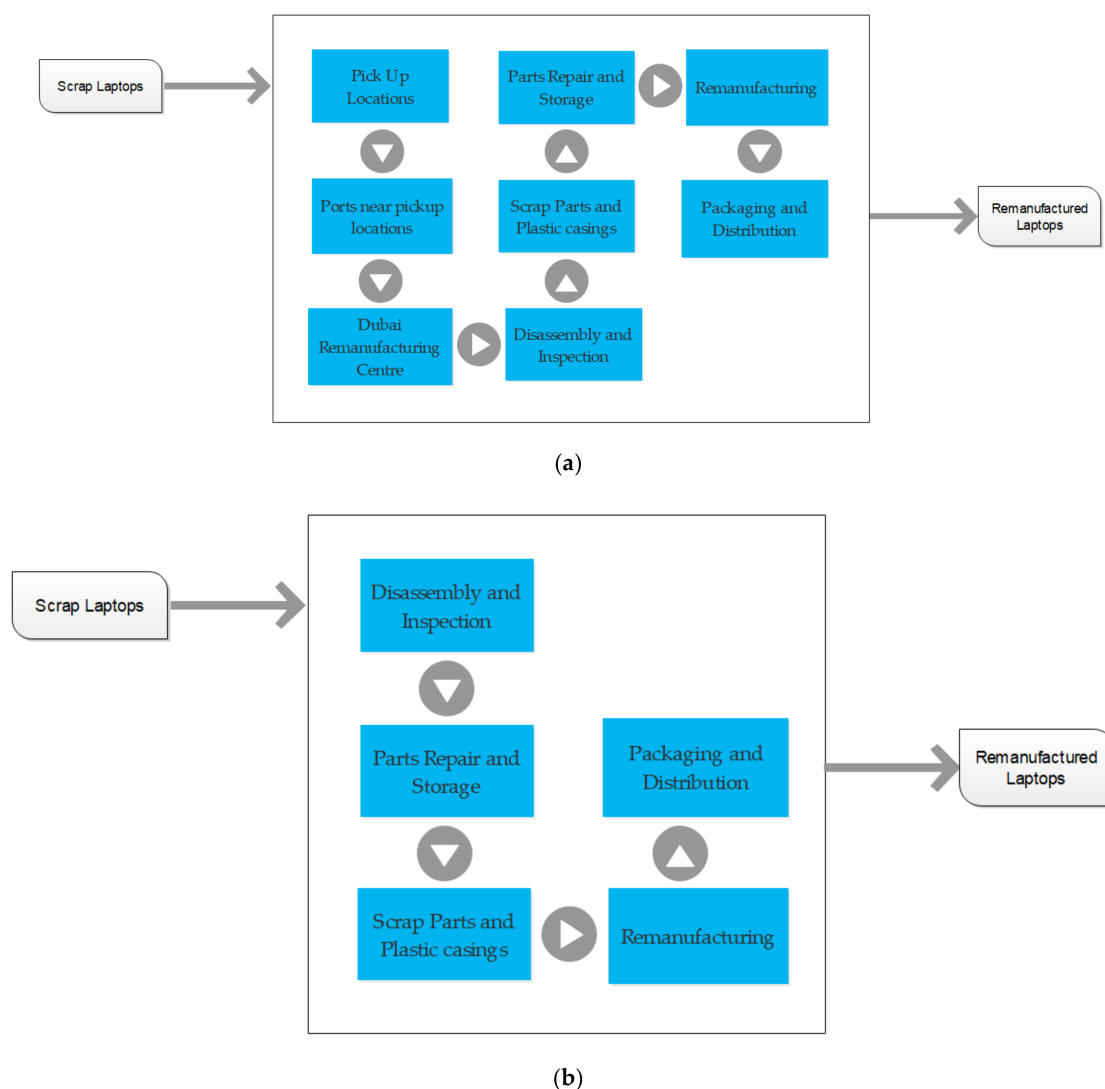 Scrap Laptops
Pick Up
Locations
Ports near pickup
locations
Dubai
Remanufacturing
Centre
Disassembly and
Inspection
Scrap Parts and
Plastic casings
Parts Repair and
Storage
Remanufacturing
Packaging and
Distribution
Remanufactured
Laptops
(a)
Scrap Laptops
Disassembly and
Inspection
Parts Repair and
Storage
Scrap Parts and
Plastic casings
Remanufacturing
Packaging and
Distribution
Remanufactured
Laptops
(b)